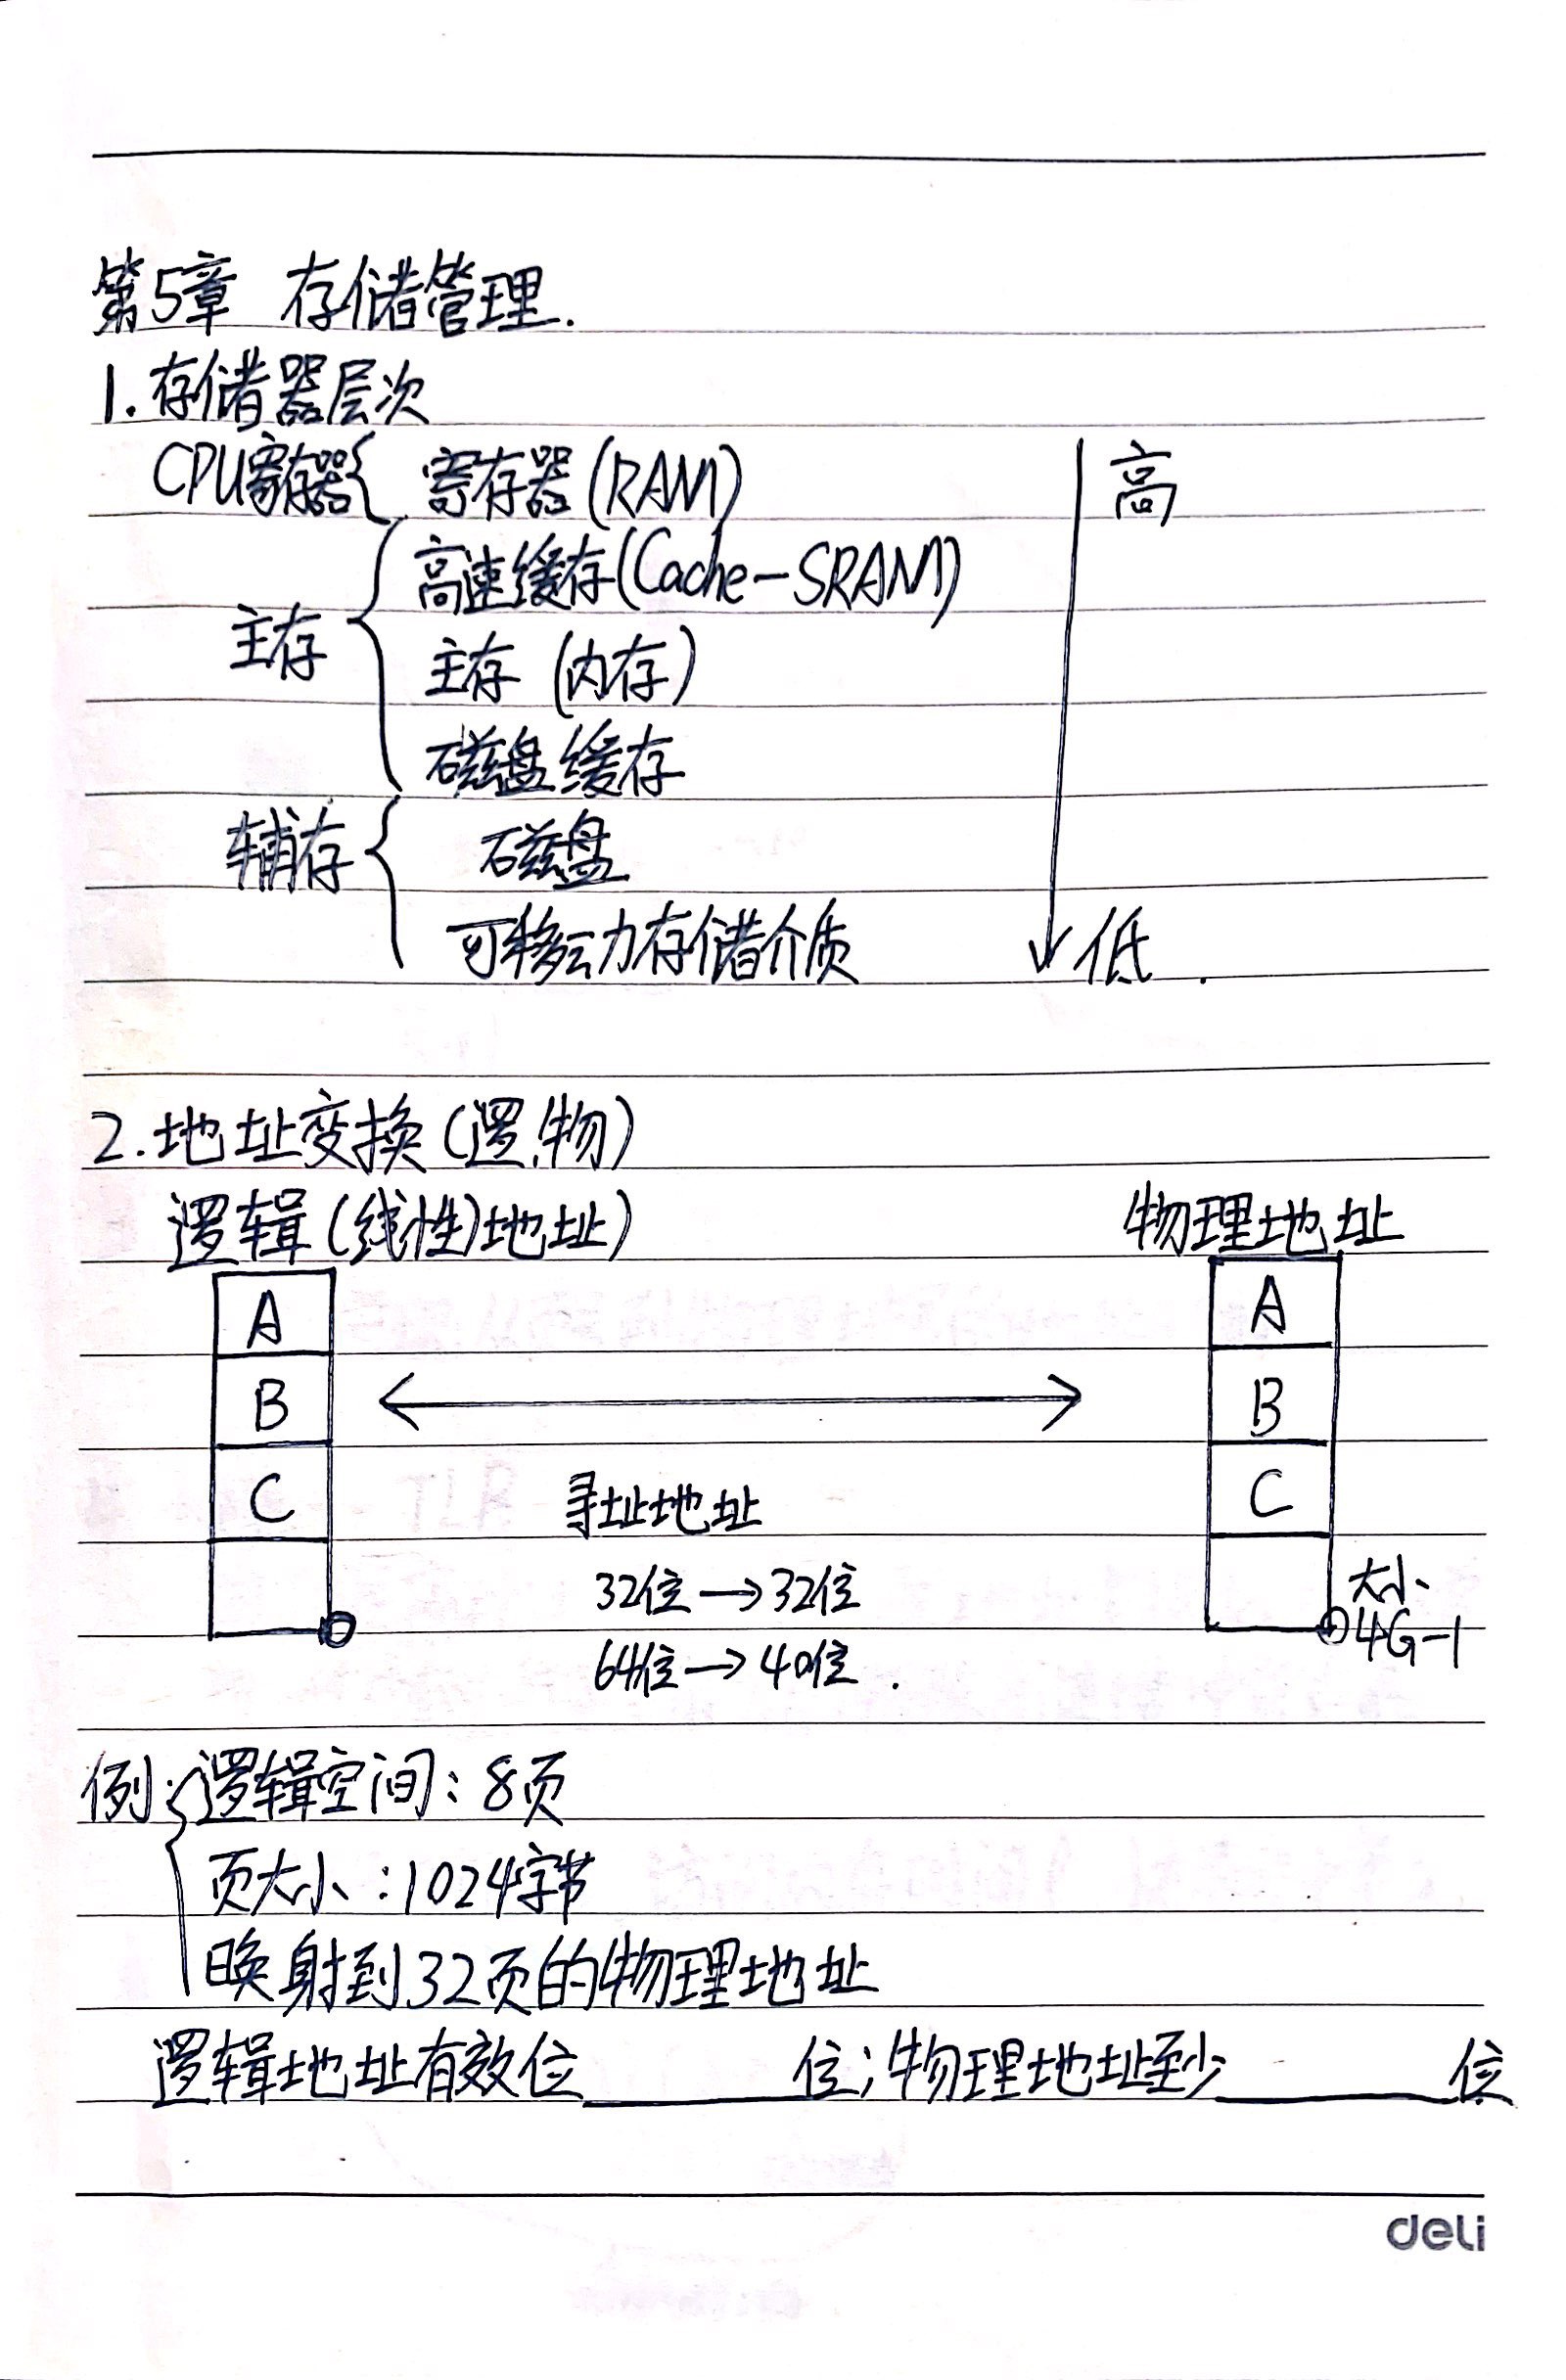 第5章 存储管理.
1.存储器层次
CPU寄存器 寄存器(RAM) 高
高速缓存(Cache-SRAM)
主存 主存(内存)
磁盘缓存
辅存 磁盘
可移动存储介质 低.
2.地址变换(逻,物)
逻辑(线性)地址) 物理地址
A A
B B
C C
寻址地址
32位→32位 大小
64位→40位. 4G-1
例:逻辑空间:8页
页大小:1024字节
映射到32页的物理地址
逻辑地址有效位______位;物理地址至少______位
deli